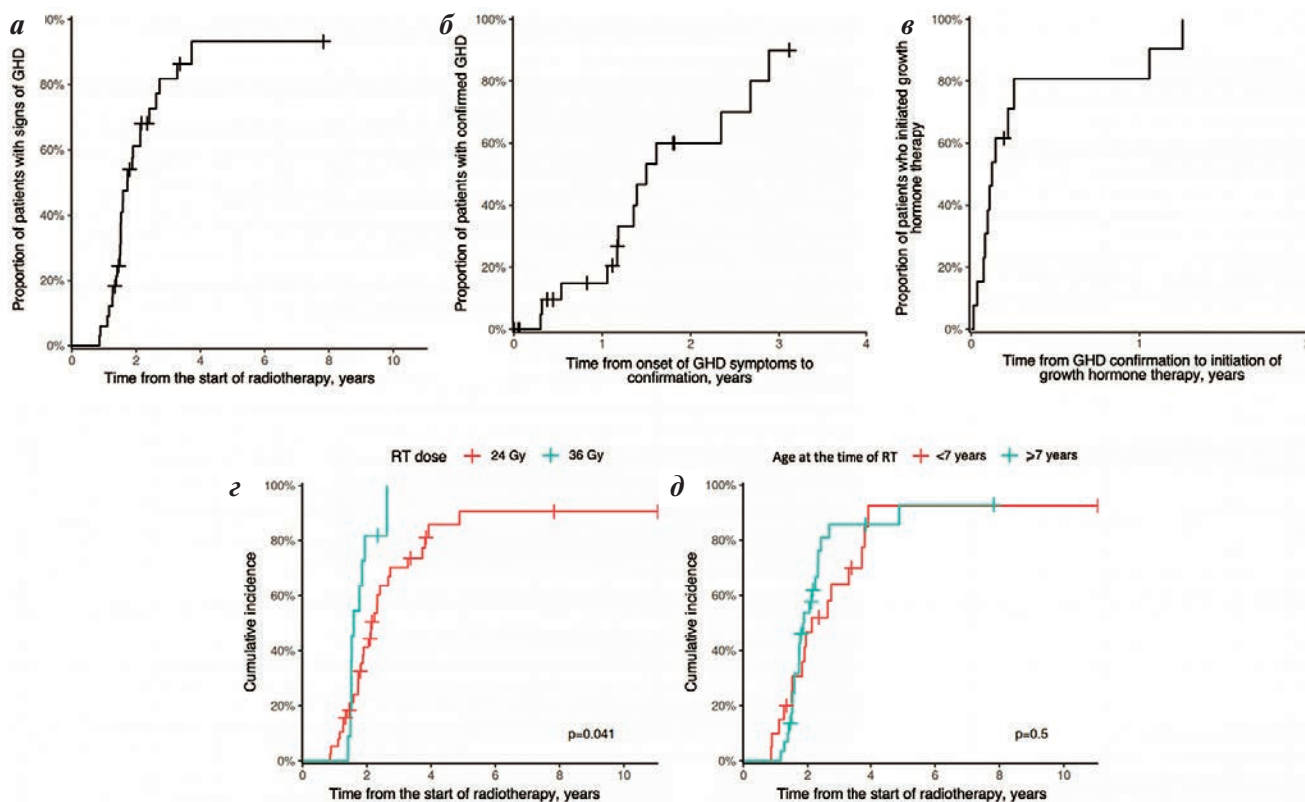 а
)0%
80%
60%
40%
20%
0%
Proportion of patients with signs of GHD
0 2 4 6 8 10
Time from the start of radiotherapy, years
б
100%
80%
60%
40%
20%
0%
Proportion of patients with confirmed GHD
0 1 2 3 4
Time from onset of GHD symptoms to
confirmation, years
в
100%
80%
60%
40%
20%
0%
Proportion of patients who initiated growth
hormone therapy
0 1 2
Time from GHD confirmation to initiation of
growth hormone therapy, years
г
RT dose 24 Gy 36 Gy
100%
80%
60%
40%
20%
0%
Cumulative incidence
p=0.041
0 2 4 6 8 10
Time from the start of radiotherapy, years
д
Age at the time of RT <7 years ⩾7 years
100%
80%
60%
40%
20%
0%
Cumulative incidence
p=0.5
0 2 4 6 8 10
Time from the start of radiotherapy, years